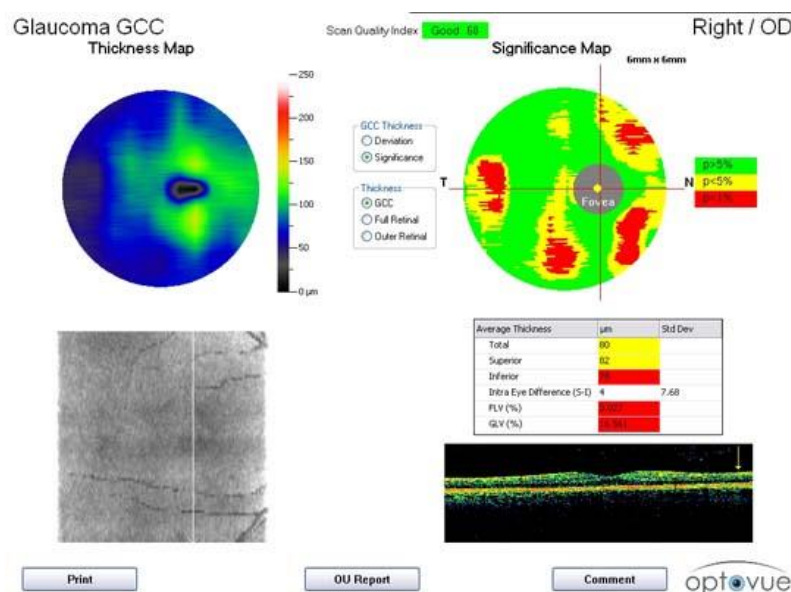 Glaucoma GCC
Thickness Map
Scan Quality Index Good 68
Right / OD
Significance Map
6mm x 6mm
250
200
150
100
50
0 µm
GCC Thickness
Deviation
Significance
Thickness
GCC
Full Retinal
Outer Retinal
T
N
Fovea
p>5%
p<5%
p<1%
Average Thickness µm Std Dev
Total 80
Superior 82
Inferior
Intra Eye Difference (S-I) 4 7.68
FLV (%)
GLV (%)
Print
OU Report
Comment
optovue